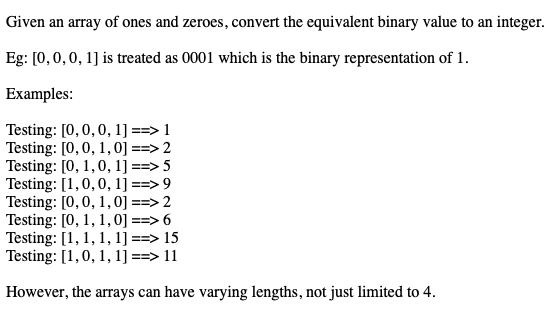 Given an array of ones and zeroes, convert the equivalent binary value to an integer.
Eg: [0, 0, 0, 1] is treated as 0001 which is the binary representation of 1.
Examples:
Testing: [0, 0, 0, 1] ==> 1
Testing: [0, 0, 1, 0] ==> 2
Testing: [0, 1, 0, 1] ==> 5
Testing: [1, 0, 0, 1] ==> 9
Testing: [0, 0, 1, 0] ==> 2
Testing: [0, 1, 1, 0] ==> 6
Testing: [1, 1, 1, 1] ==> 15
Testing: [1, 0, 1, 1] ==> 11
However, the arrays can have varying lengths, not just limited to 4.